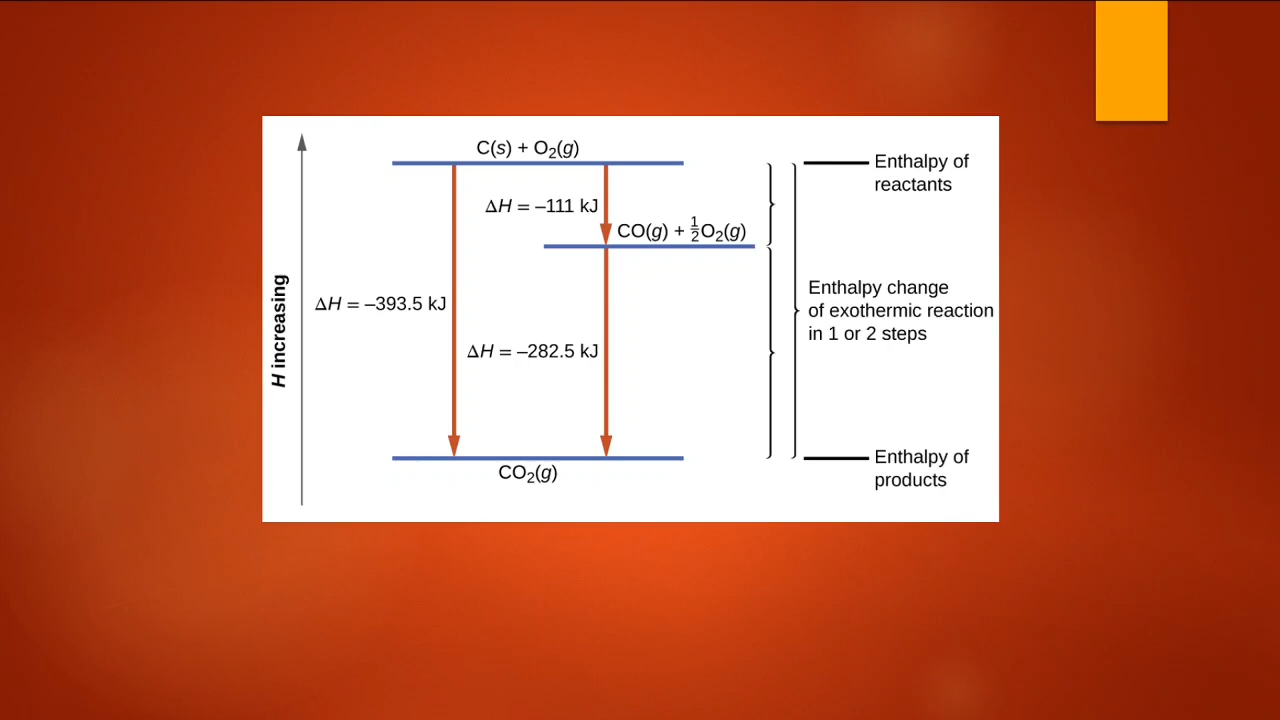 C(s) + O₂(g)
Enthalpy of
reactants
ΔH = –111 kJ
CO(g) + ½O₂(g)
H increasing
ΔH = –393.5 kJ
Enthalpy change
of exothermic reaction
in 1 or 2 steps
ΔH = –282.5 kJ
CO₂(g)
Enthalpy of
products